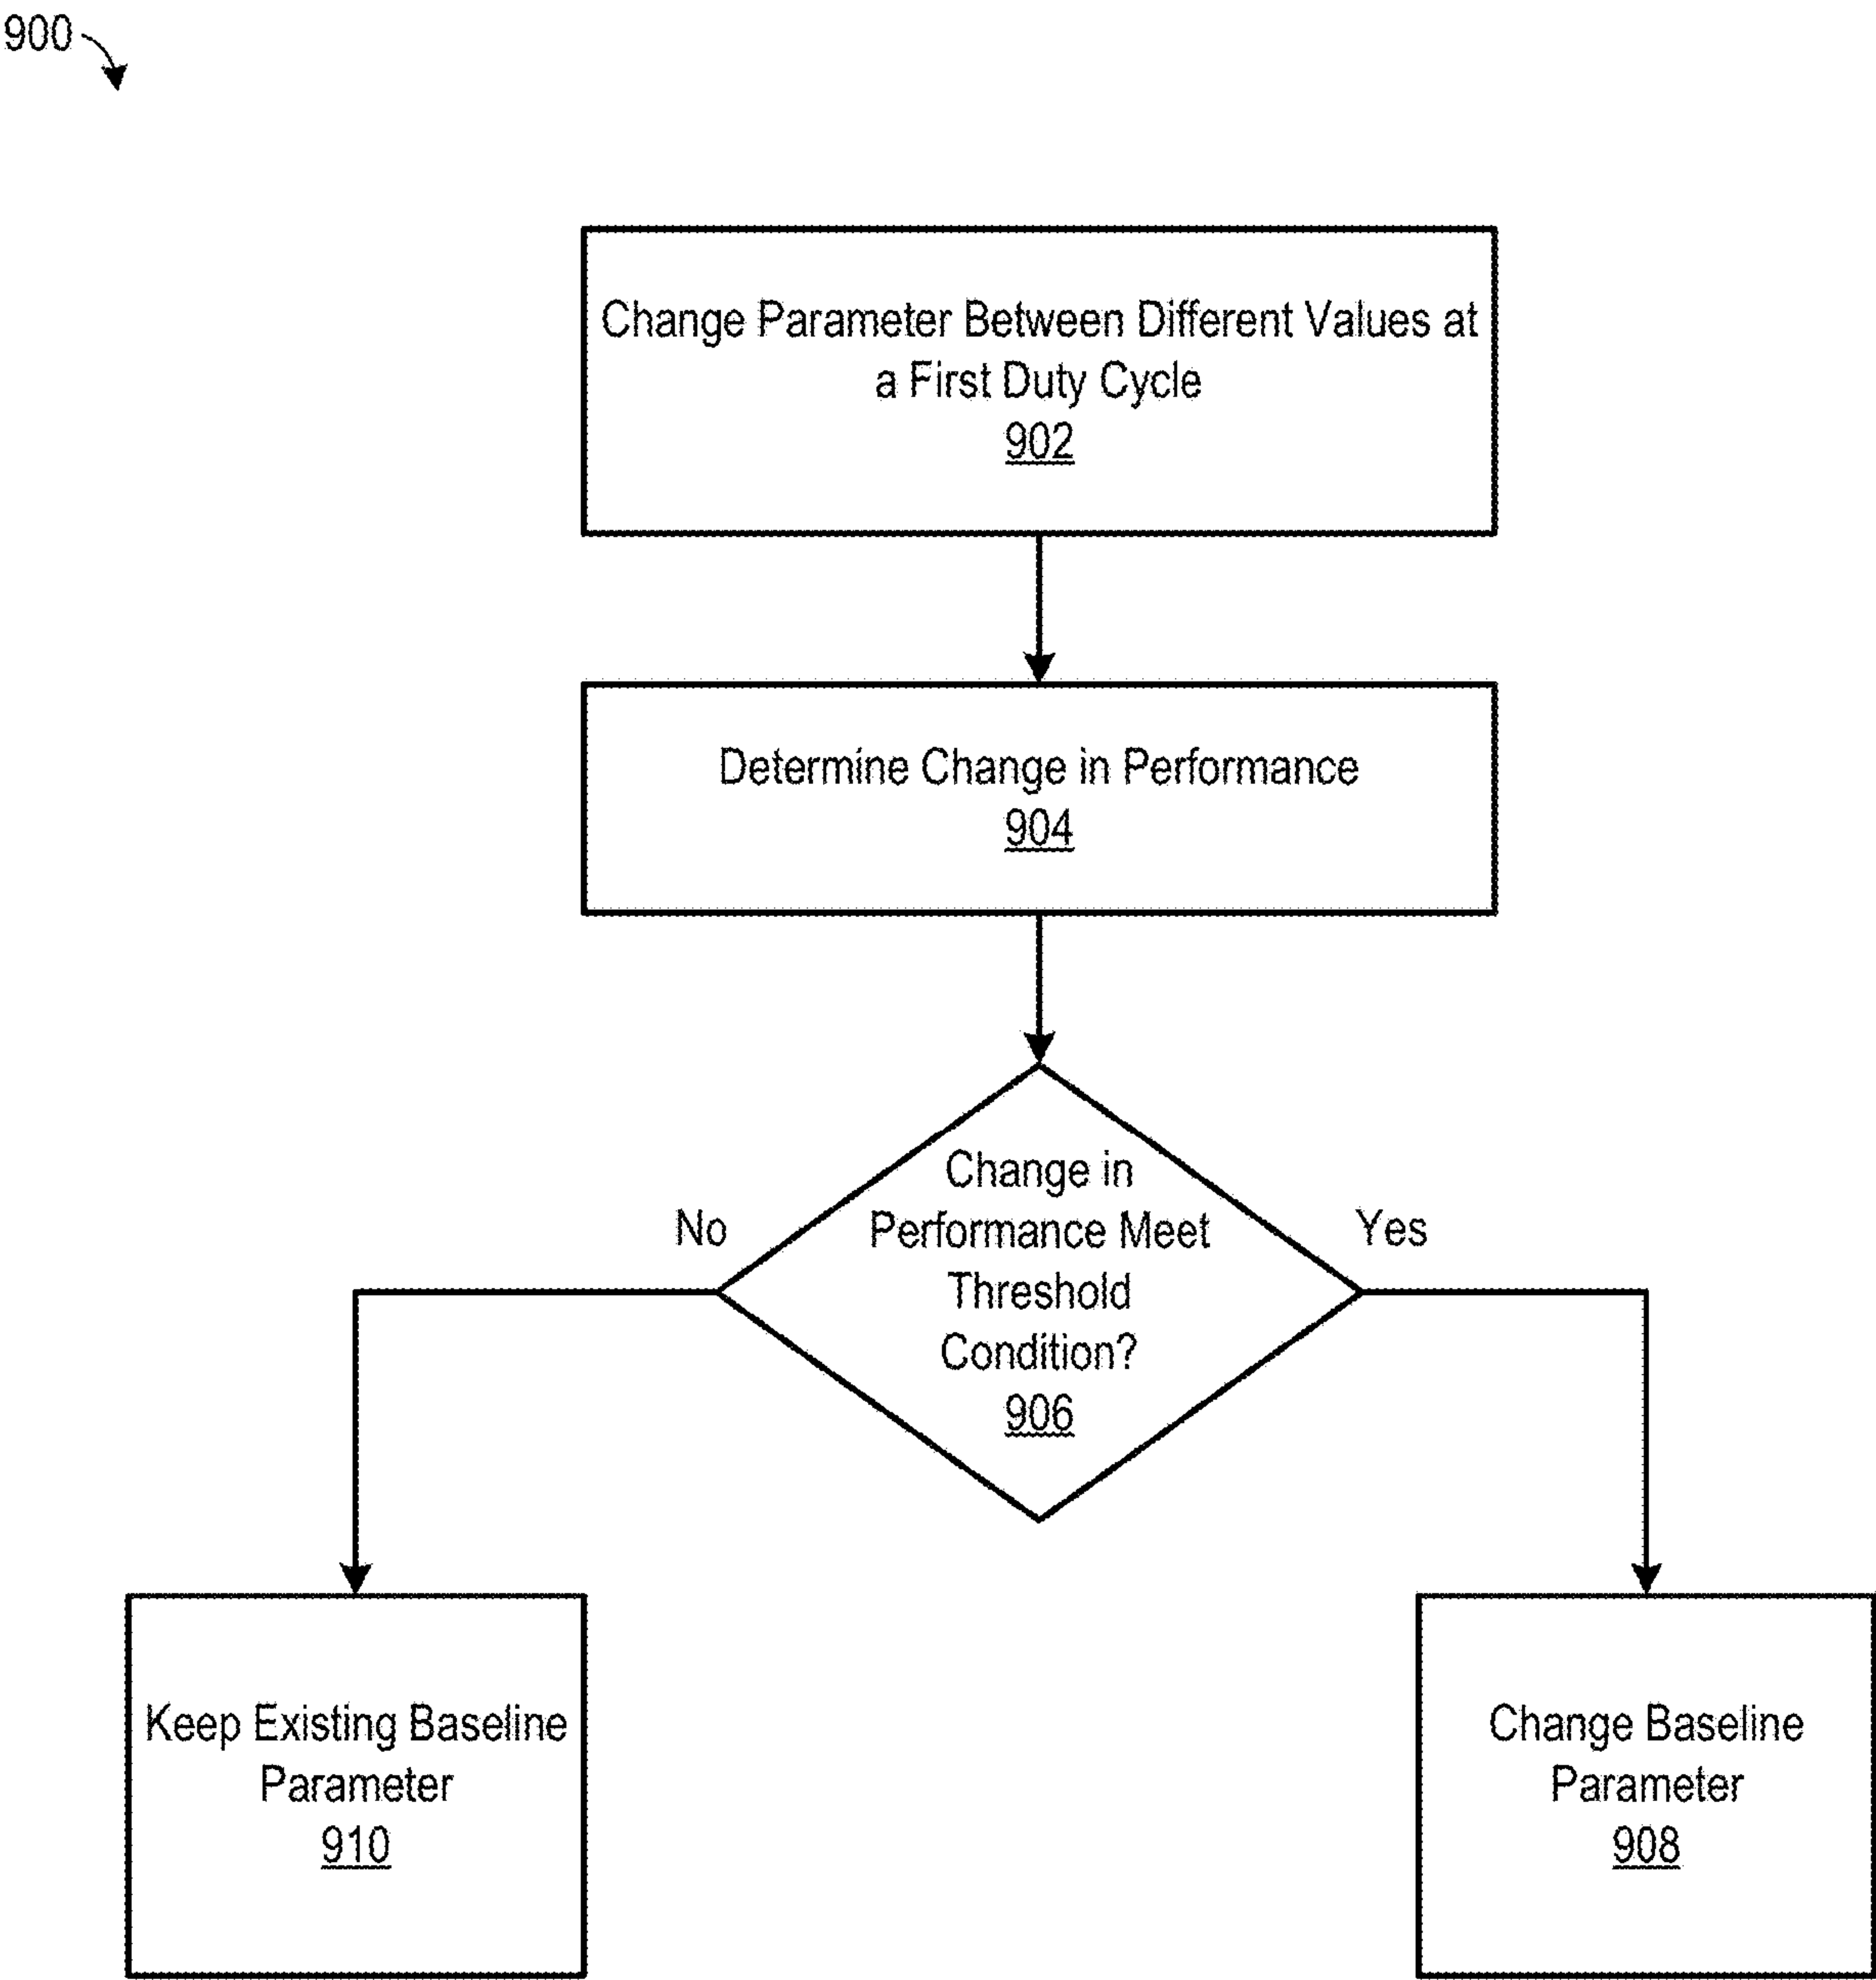 900
Change Parameter Between Different Values at
a First Duty Cycle
902
Determine Change in Performance
904
Change in
Performance Meet
Threshold
Condition?
906
No
Yes
Keep Existing Baseline
Parameter
910
Change Baseline
Parameter
908